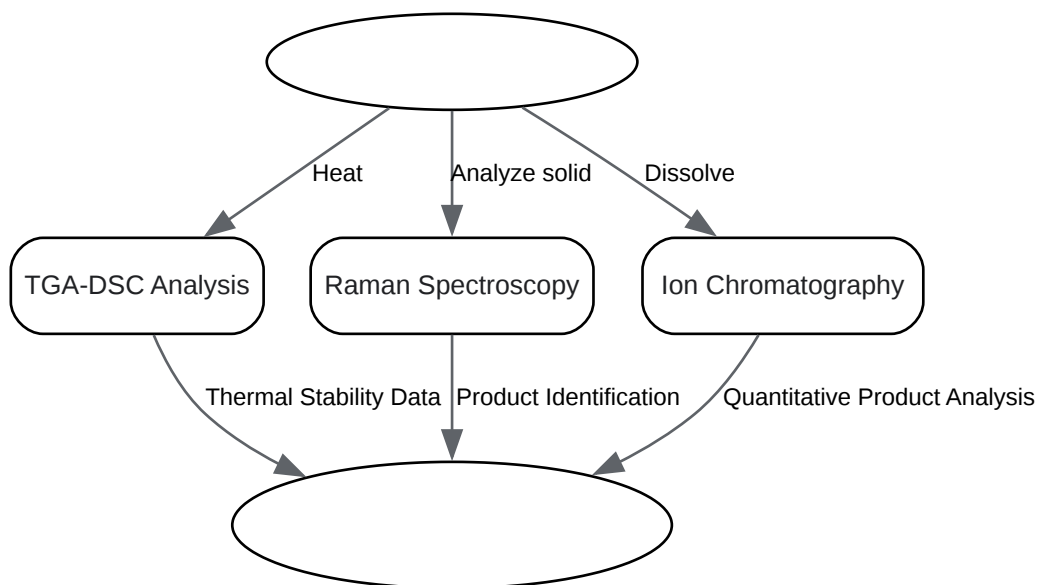 Heat
Analyze solid
Dissolve
TGA-DSC Analysis
Raman Spectroscopy
Ion Chromatography
Thermal Stability Data
Product Identification
Quantitative Product Analysis